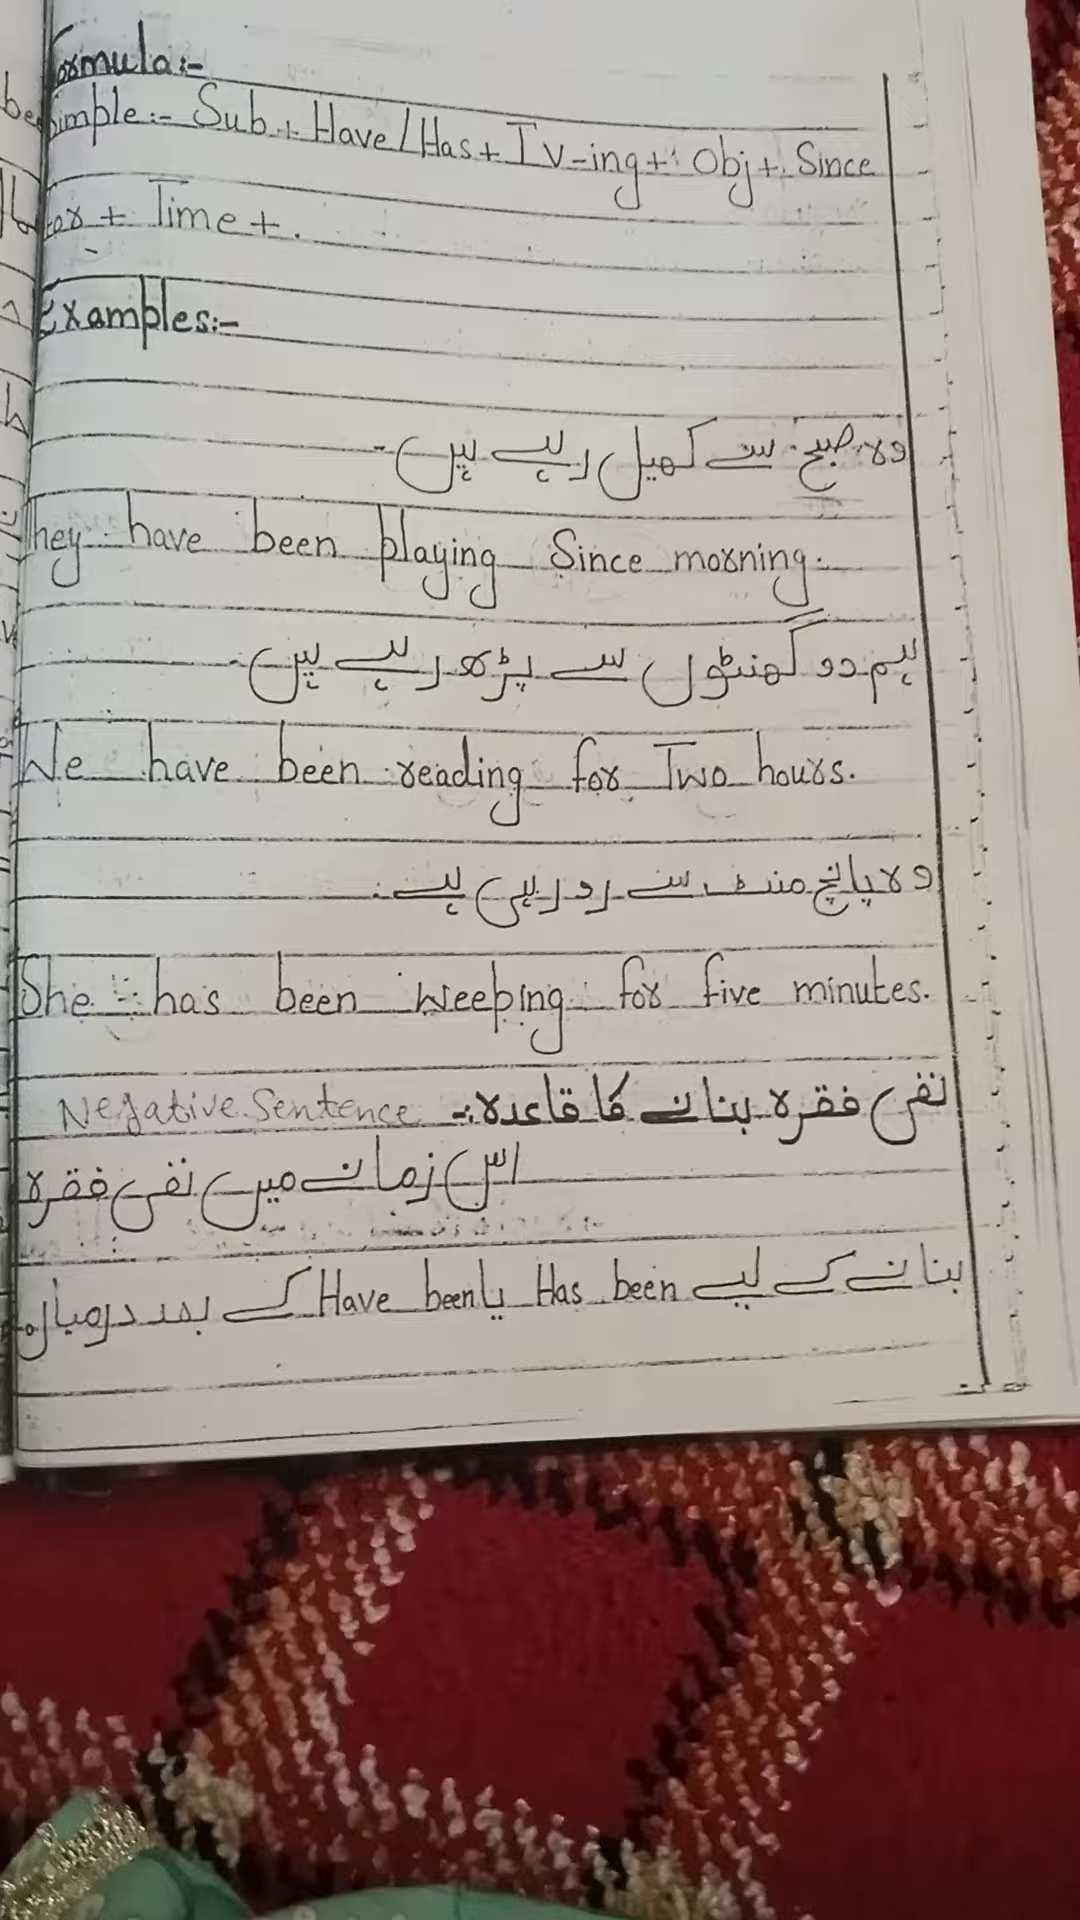 Formula:-
Simple:- Sub + Have/Has + Iv-ing + Obj + Since
for + Time + .
Examples:-
وہ صبح سے کھیل رہے ہیں۔
They have been playing Since morning.
ہم دو گھنٹوں سے پڑھ رہے ہیں۔
We have been reading for Two hours.
وہ پانچ منٹ سے رو رہی ہے۔
She has been weeping for five minutes.
نفی فقرہ بنانے کا قاعدہ:- Negative Sentence
اس زمانے میں نفی فقرہ
بنانے کے لیے Has been یا Have been کے بعد درمیان